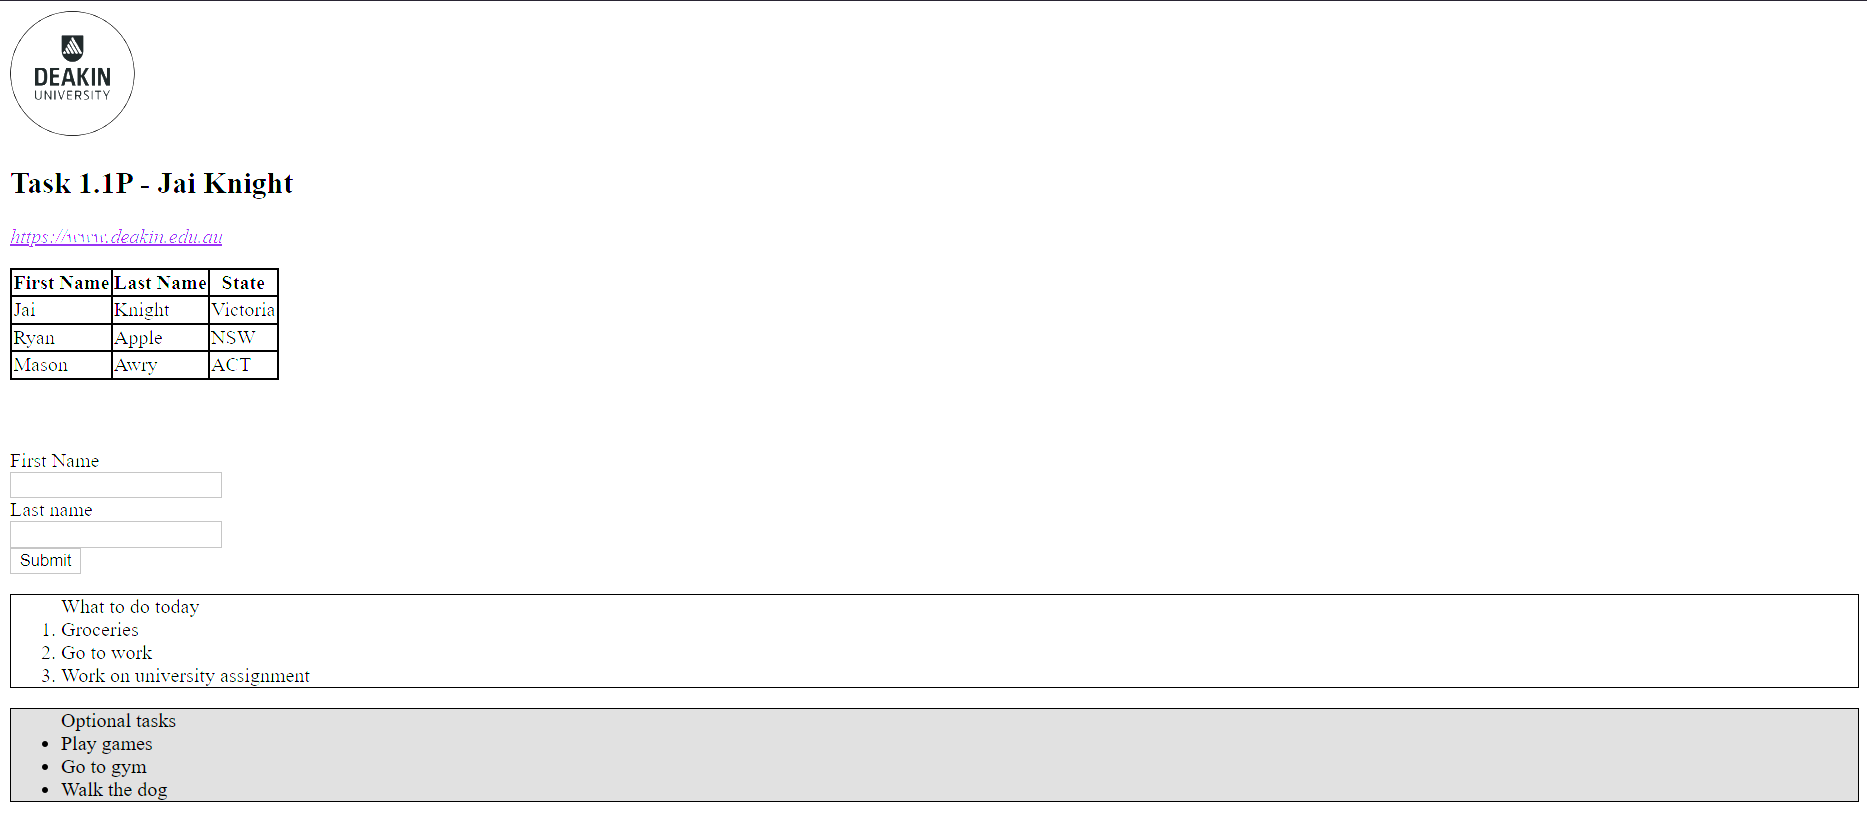 DEAKIN
UNIVERSITY
Task 1.1P - Jai Knight
https://www.deakin.edu.au
First Name Last Name State
Jai Knight Victoria
Ryan Apple NSW
Mason Awry ACT
First Name
Last name
Submit
What to do today
1. Groceries
2. Go to work
3. Work on university assignment
Optional tasks
• Play games
• Go to gym
• Walk the dog